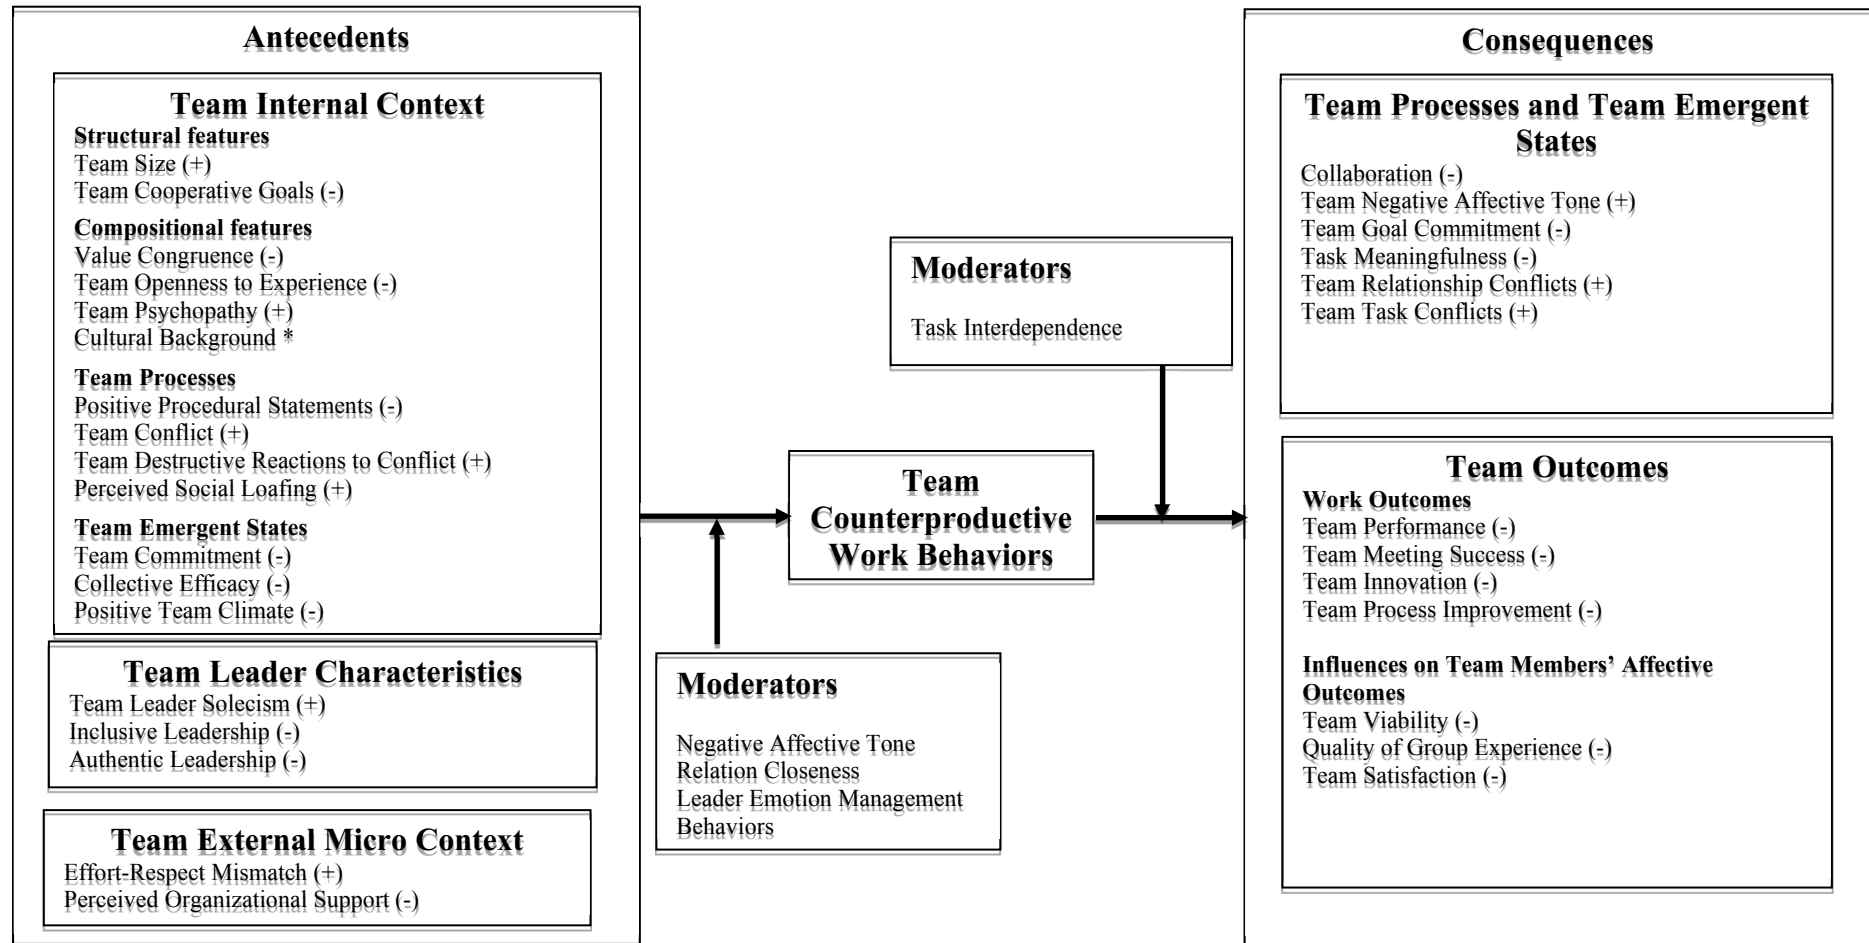 Antecedents
Team Internal Context
Structural features
Team Size (+)
Team Cooperative Goals (-)
Compositional features
Value Congruence (-)
Team Openness to Experience (-)
Team Psychopathy (+)
Cultural Background *
Team Processes
Positive Procedural Statements (-)
Team Conflict (+)
Team Destructive Reactions to Conflict (+)
Perceived Social Loafing (+)
Team Emergent States
Team Commitment (-)
Collective Efficacy (-)
Positive Team Climate (-)
Team Leader Characteristics
Team Leader Solecism (+)
Inclusive Leadership (-)
Authentic Leadership (-)
Team External Micro Context
Effort-Respect Mismatch (+)
Perceived Organizational Support (-)
Moderators
Negative Affective Tone
Relation Closeness
Leader Emotion Management
Behaviors
Team
Counterproductive
Work Behaviors
Moderators
Task Interdependence
Consequences
Team Processes and Team Emergent
States
Collaboration (-)
Team Negative Affective Tone (+)
Team Goal Commitment (-)
Task Meaningfulness (-)
Team Relationship Conflicts (+)
Team Task Conflicts (+)
Team Outcomes
Work Outcomes
Team Performance (-)
Team Meeting Success (-)
Team Innovation (-)
Team Process Improvement (-)
Influences on Team Members’ Affective
Outcomes
Team Viability (-)
Quality of Group Experience (-)
Team Satisfaction (-)